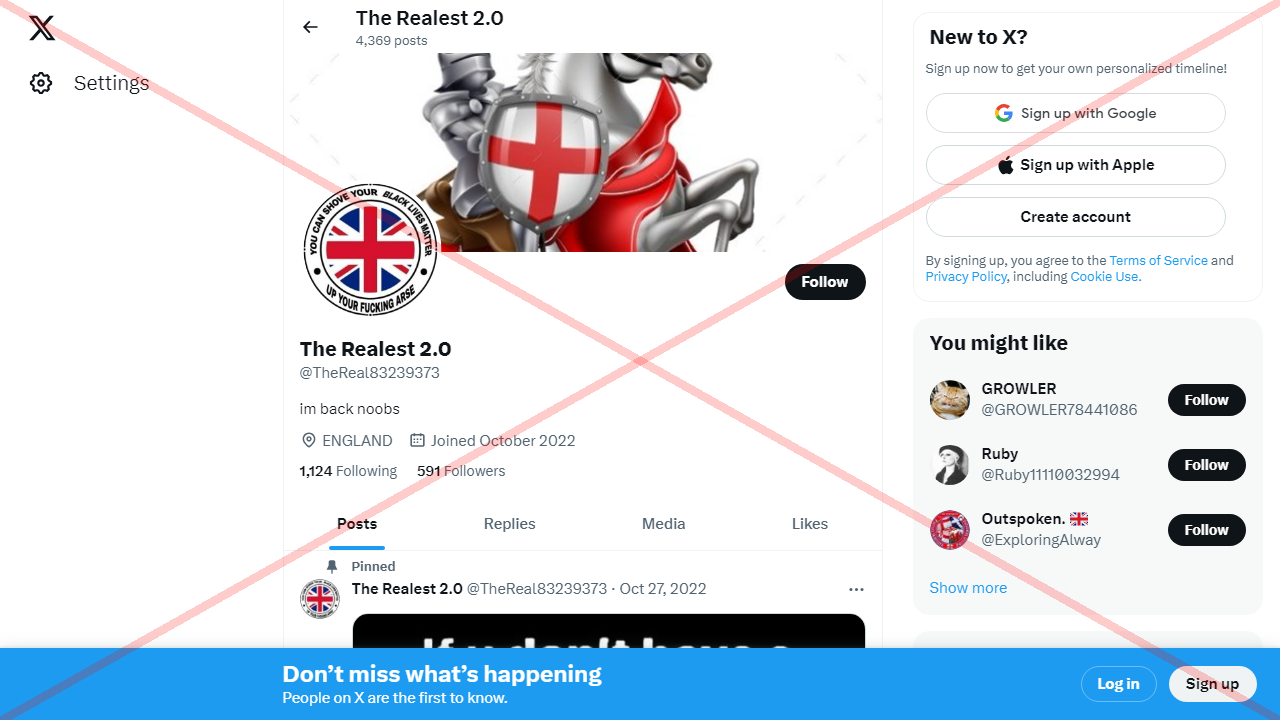 The Realest 2.0
4,369 posts
Settings
YOU CAN SHOVE YOUR BLACK LIVES MATTER
UP YOUR FUCKING ARSE
Follow
The Realest 2.0
@TheReal83239373
im back noobs
ENGLAND Joined October 2022
1,124 Following 591 Followers
Posts Replies Media Likes
Pinned
The Realest 2.0 @TheReal83239373 · Oct 27, 2022
If u don't have a
New to X?
Sign up now to get your own personalized timeline!
Sign up with Google
Sign up with Apple
Create account
By signing up, you agree to the Terms of Service and
Privacy Policy, including Cookie Use.
You might like
GROWLER
@GROWLER78441086
Follow
Ruby
@Ruby11110032994
Follow
Outspoken. 🇬🇧
@ExploringAlway
Follow
Show more
Don’t miss what’s happening
People on X are the first to know.
Log in
Sign up